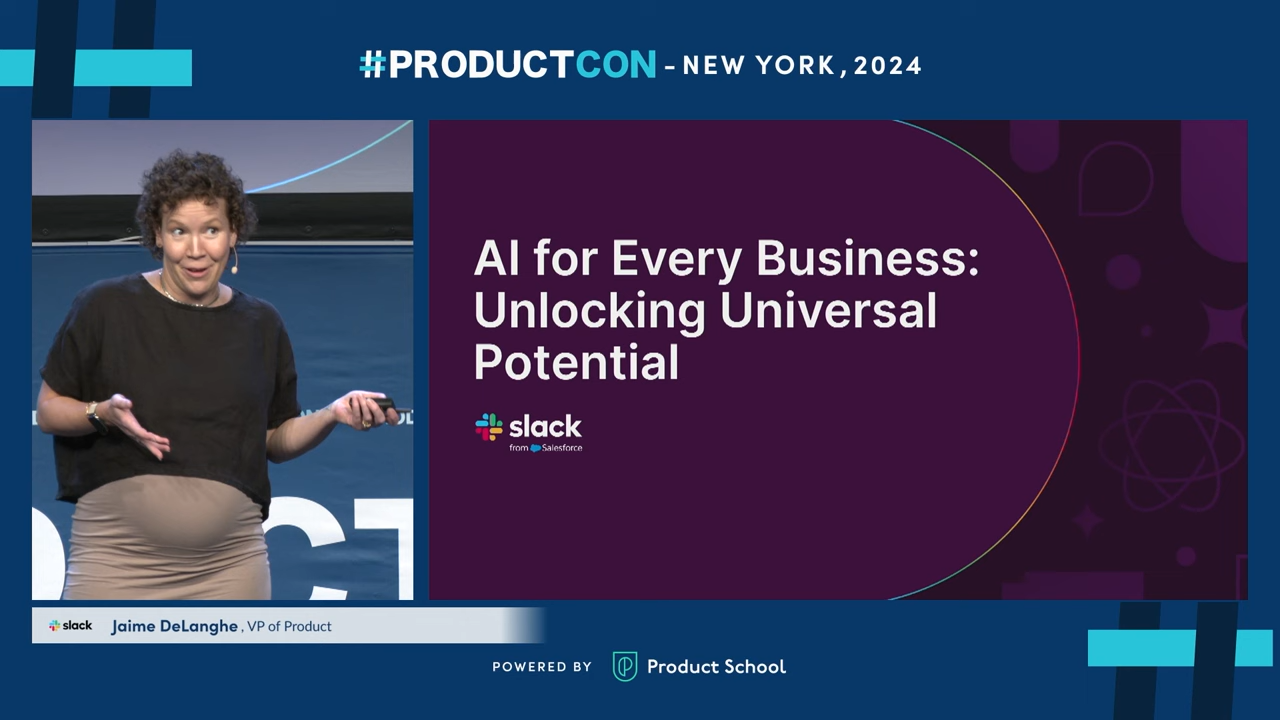 #PRODUCTCON - NEW YORK, 2024
AI for Every Business:
Unlocking Universal
Potential
slack
from Salesforce
CT
slack Jaime DeLanghe, VP of Product
POWERED BY Product School